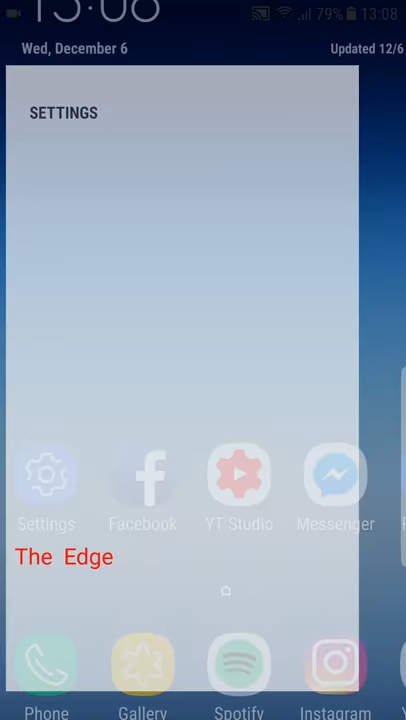 13:08
79% 13:08
Wed, December 6
Updated 12/6
SETTINGS
Settings
Facebook
YT Studio
Messenger
The Edge
Phone
Gallery
Spotify
Instagram